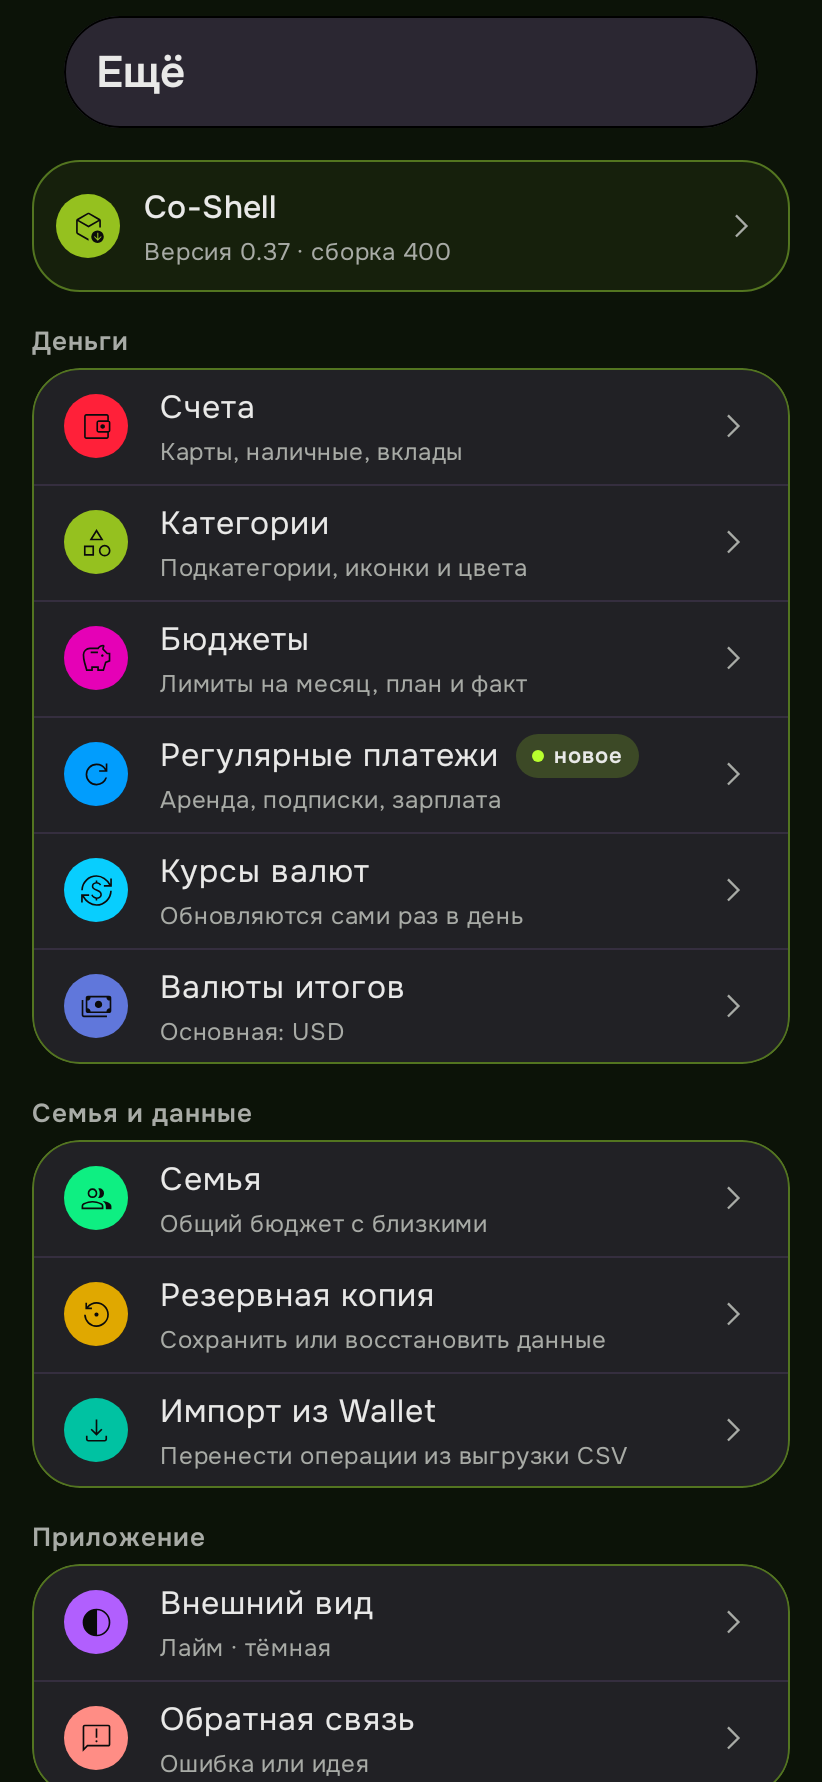 Ещё
Co-Shell
Версия 0.37 · сборка 400
Деньги
Счета
Карты, наличные, вклады
Категории
Подкатегории, иконки и цвета
Бюджеты
Лимиты на месяц, план и факт
Регулярные платежи новое
Аренда, подписки, зарплата
Курсы валют
Обновляются сами раз в день
Валюты итогов
Основная: USD
Семья и данные
Семья
Общий бюджет с близкими
Резервная копия
Сохранить или восстановить данные
Импорт из Wallet
Перенести операции из выгрузки CSV
Приложение
Внешний вид
Лайм · тёмная
Обратная связь
Ошибка или идея